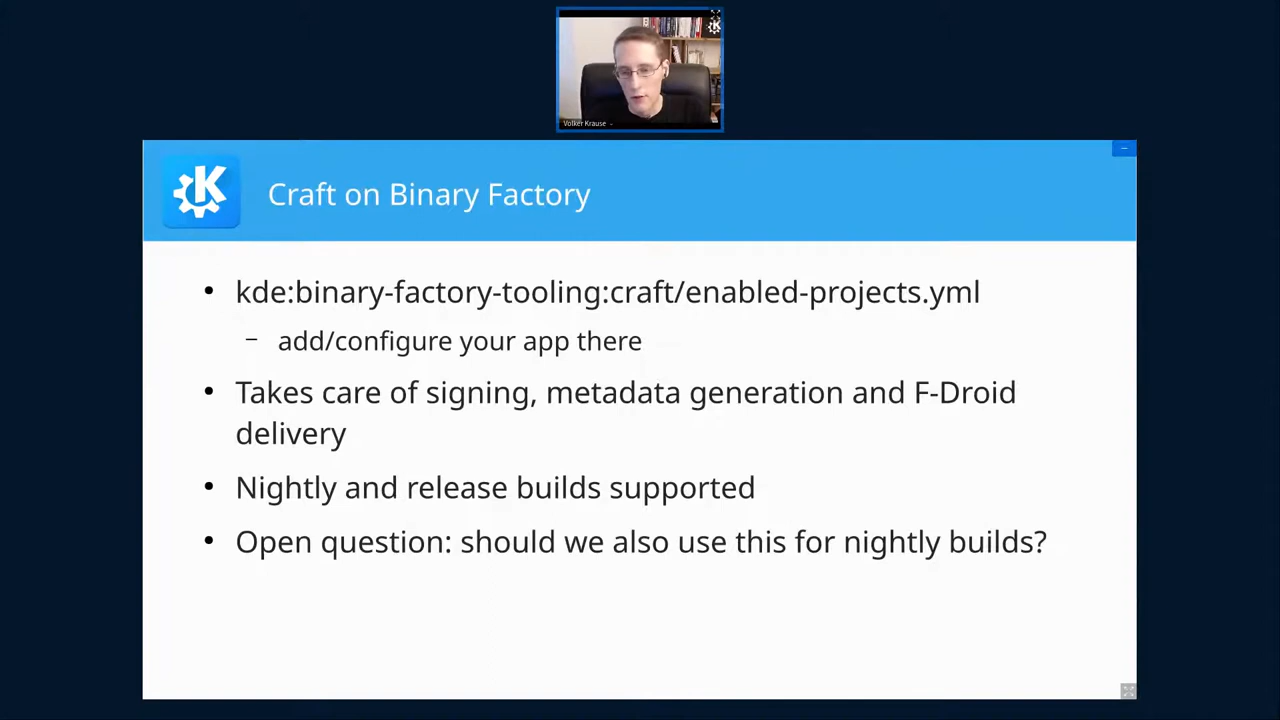 Volker Krause
Craft on Binary Factory
kde:binary-factory-tooling:craft/enabled-projects.yml
add/configure your app there
Takes care of signing, metadata generation and F-Droid
delivery
Nightly and release builds supported
Open question: should we also use this for nightly builds?